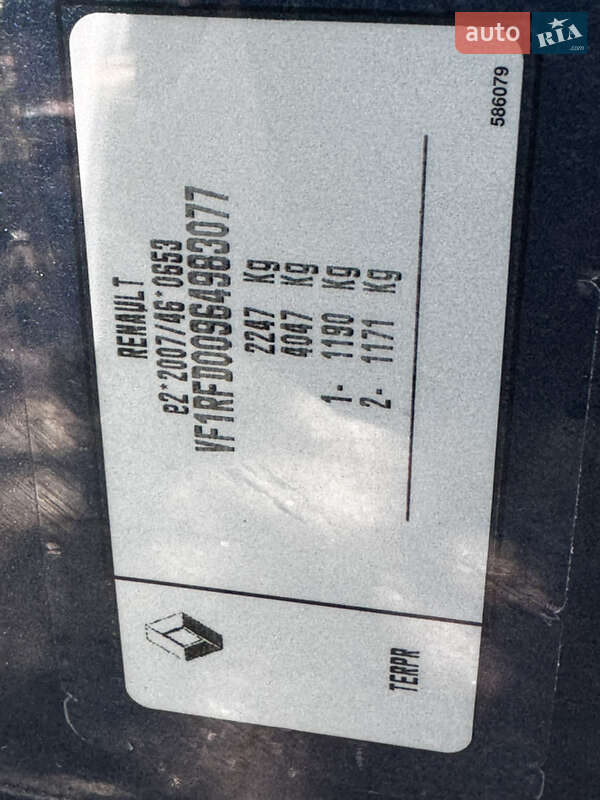 auto RIA.com
RENAULT
e2*2007/46*0653
VF1RFD00964983077
2247 Kg
4047 Kg
1- 1190 Kg
2- 1171 Kg
586079
TERPR